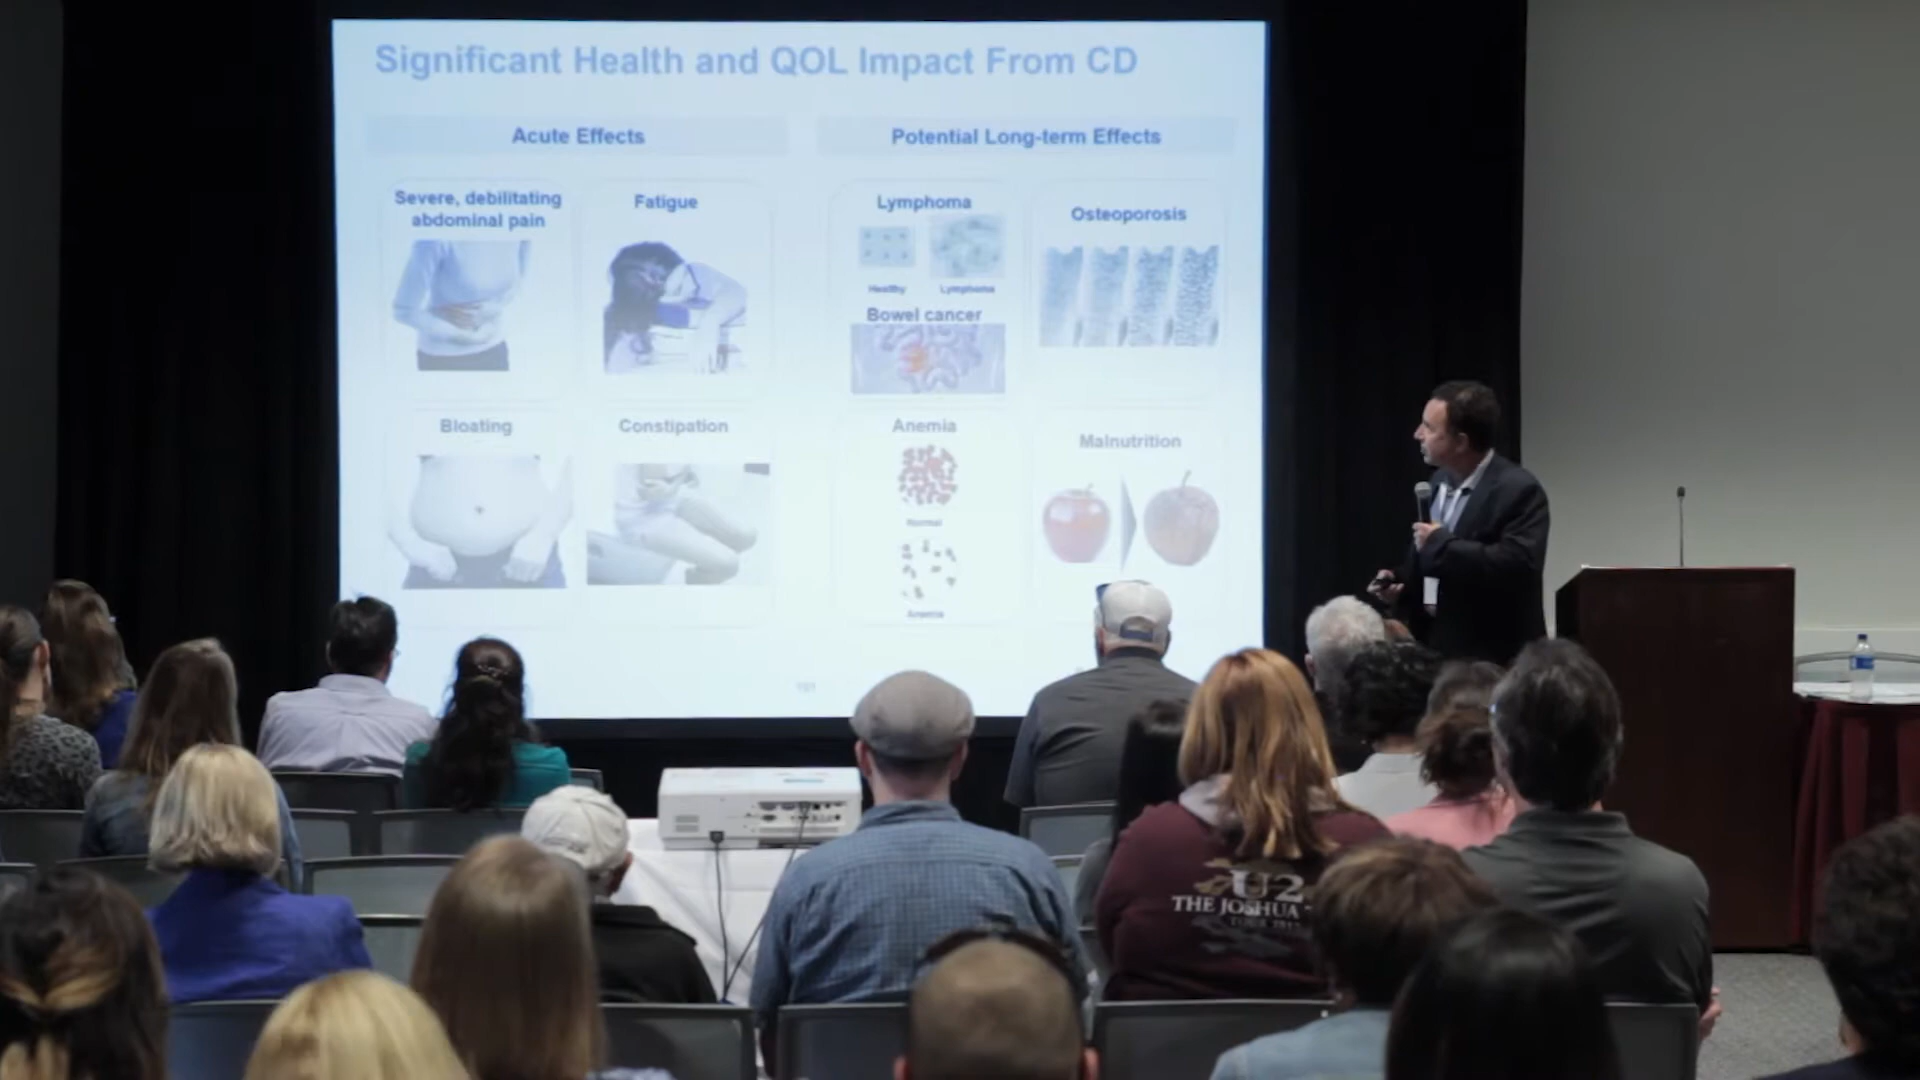 Significant Health and QOL Impact From CD
Acute Effects
Potential Long-term Effects
Severe, debilitating
abdominal pain
Fatigue
Lymphoma
Healthy
Lymphoma
Bowel cancer
Osteoporosis
Bloating
Constipation
Anemia
Normal
Anemia
Malnutrition
U2
THE JOSHUA